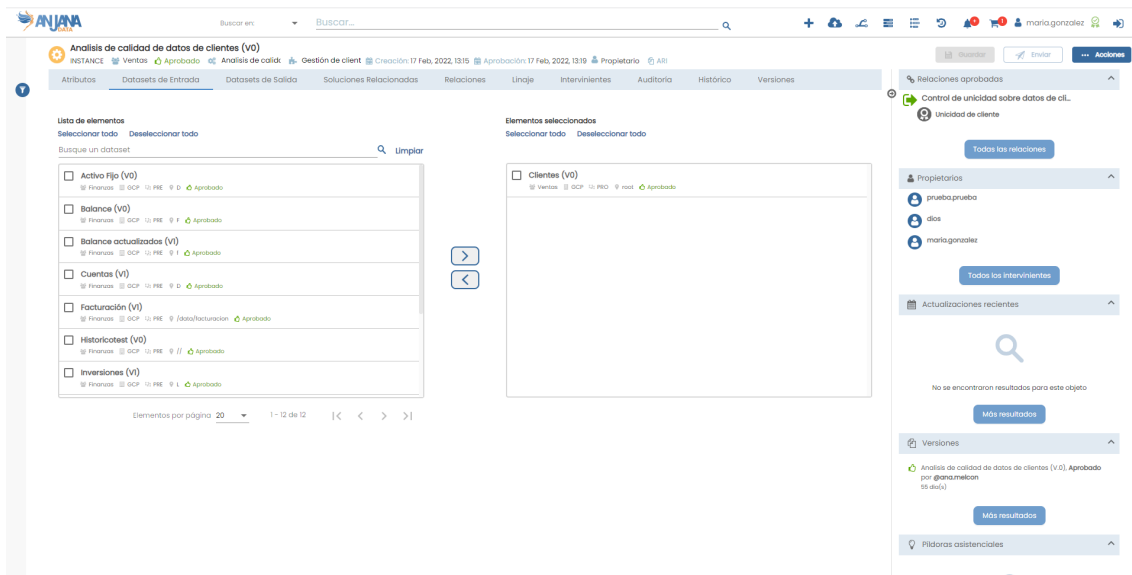 ANJANA
DATA
Buscar en:
Buscar...
maria.gonzalez
Analisis de calidad de datos de clientes (V0)
INSTANCE Ventas Aprobado Analisis de calidc Gestión de client Creación: 17 Feb, 2022, 13:15 Aprobación: 17 Feb, 2022, 13:19 Propietario ARI
Guardar
Enviar
... Acciones
Atributos Datasets de Entrada Datasets de Salida Soluciones Relacionadas Relaciones Linaje Intervinientes Auditoria Histórico Versiones
Lista de elementos
Seleccionar todo Deseleccionar todo
Busque un dataset
Limpiar
Activo Fijo (V0)
Finanzas GCP PRE D Aprobado
Balance (V0)
Finanzas GCP PRE Aprobado
Balance actualizados (V1)
Finanzas GCP PRE Aprobado
Cuentas (V1)
Finanzas GCP PRE D Aprobado
Facturación (V1)
Finanzas GCP PRE /data/facturacion Aprobado
Historicotest (V0)
Finanzas GCP PRE // Aprobado
Inversiones (V1)
Finanzas GCP PRE L Aprobado
Elementos por página 20 1 - 12 de 12
Elementos seleccionados
Seleccionar todo Deseleccionar todo
Clientes (V0)
Ventas GCP PRO root Aprobado
Relaciones aprobadas
Control de unicidad sobre datos de cli...
Unicidad de cliente
Todas las relaciones
Propietarios
prueba.prueba
dios
maria.gonzalez
Todos los intervinientes
Actualizaciones recientes
No se encontraron resultados para este objeto
Más resultados
Versiones
Analisis de calidad de datos de clientes (V.0), Aprobado
por @ana.melcon
55 dia(s)
Más resultados
Píldoras asistenciales